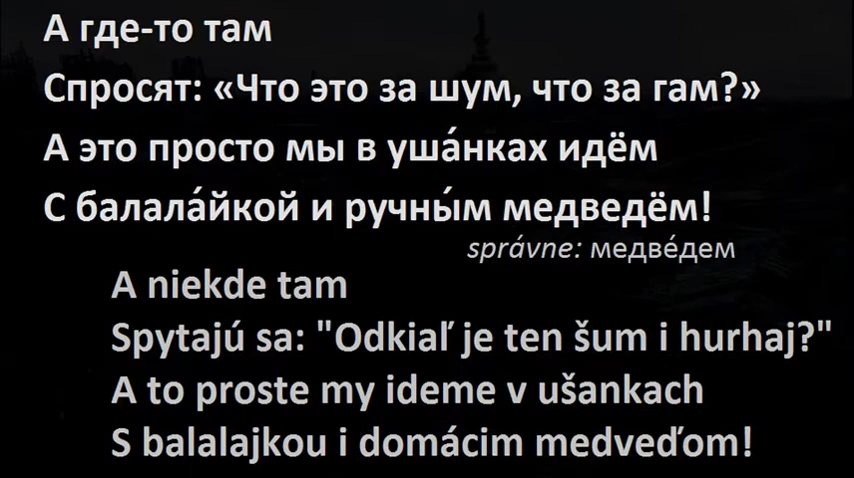 А где-то там
Спросят: «Что это за шум, что за гам?»
А это просто мы в уша́нках идём
С балала́йкой и ручны́м медведём!
správne: медве́дем
A niekde tam
Spytajú sa: "Odkiaľ je ten šum i hurhaj?"
A to proste my ideme v ušankach
S balalajkou i domácim medveďom!